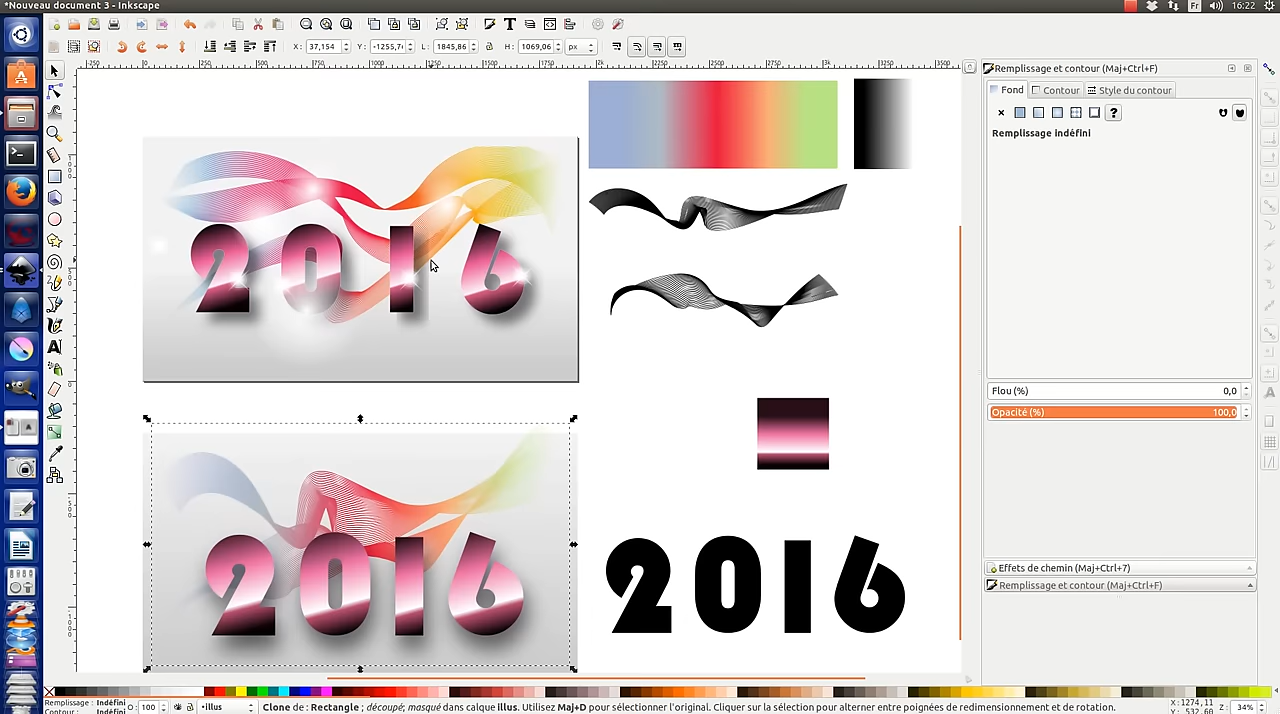 *Nouveau document 3 - Inkscape
Fr
16:22
X: 37,154
Y: -1255,7
L: 1845,86
H: 1069,06
px
Remplissage et contour (Maj+Ctrl+F)
Fond
Contour
Style du contour
?
Remplissage indéfini
Flou (%)
0,0
Opacité (%)
100,0
2016
2016
2016
Effets de chemin (Maj+Ctrl+7)
Remplissage et contour (Maj+Ctrl+F)
Remplissage : Indéfini
Contour : Indéfini
O: 100
illus
Clone de : Rectangle ; découpé; masqué dans calque illus. Utilisez Maj+D pour sélectionner l'original. Cliquer sur la sélection pour alterner entre poignées de redimensionnement et de rotation.
X: 1274,11
Y: 532,60
Z: 34%